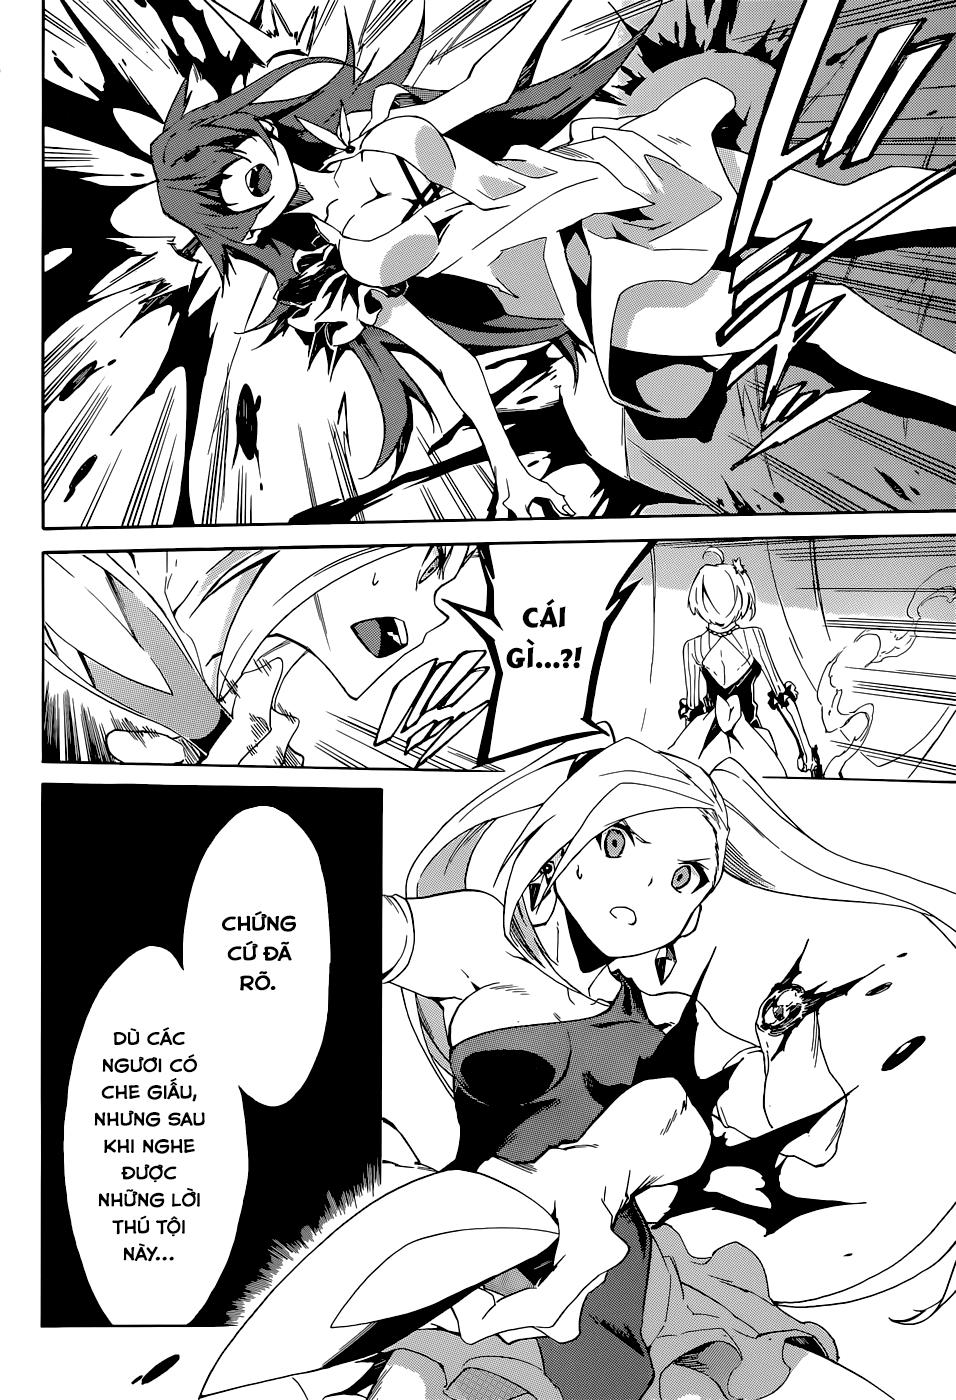 CÁI
GÌ...?!
CHỨNG
CỨ ĐÃ
RÕ.
DÙ CÁC
NGƯƠI CÓ
CHE GIẤU,
NHƯNG SAU
KHI NGHE
ĐƯỢC
NHỮNG LỜI
THÚ TỘI
NÀY...